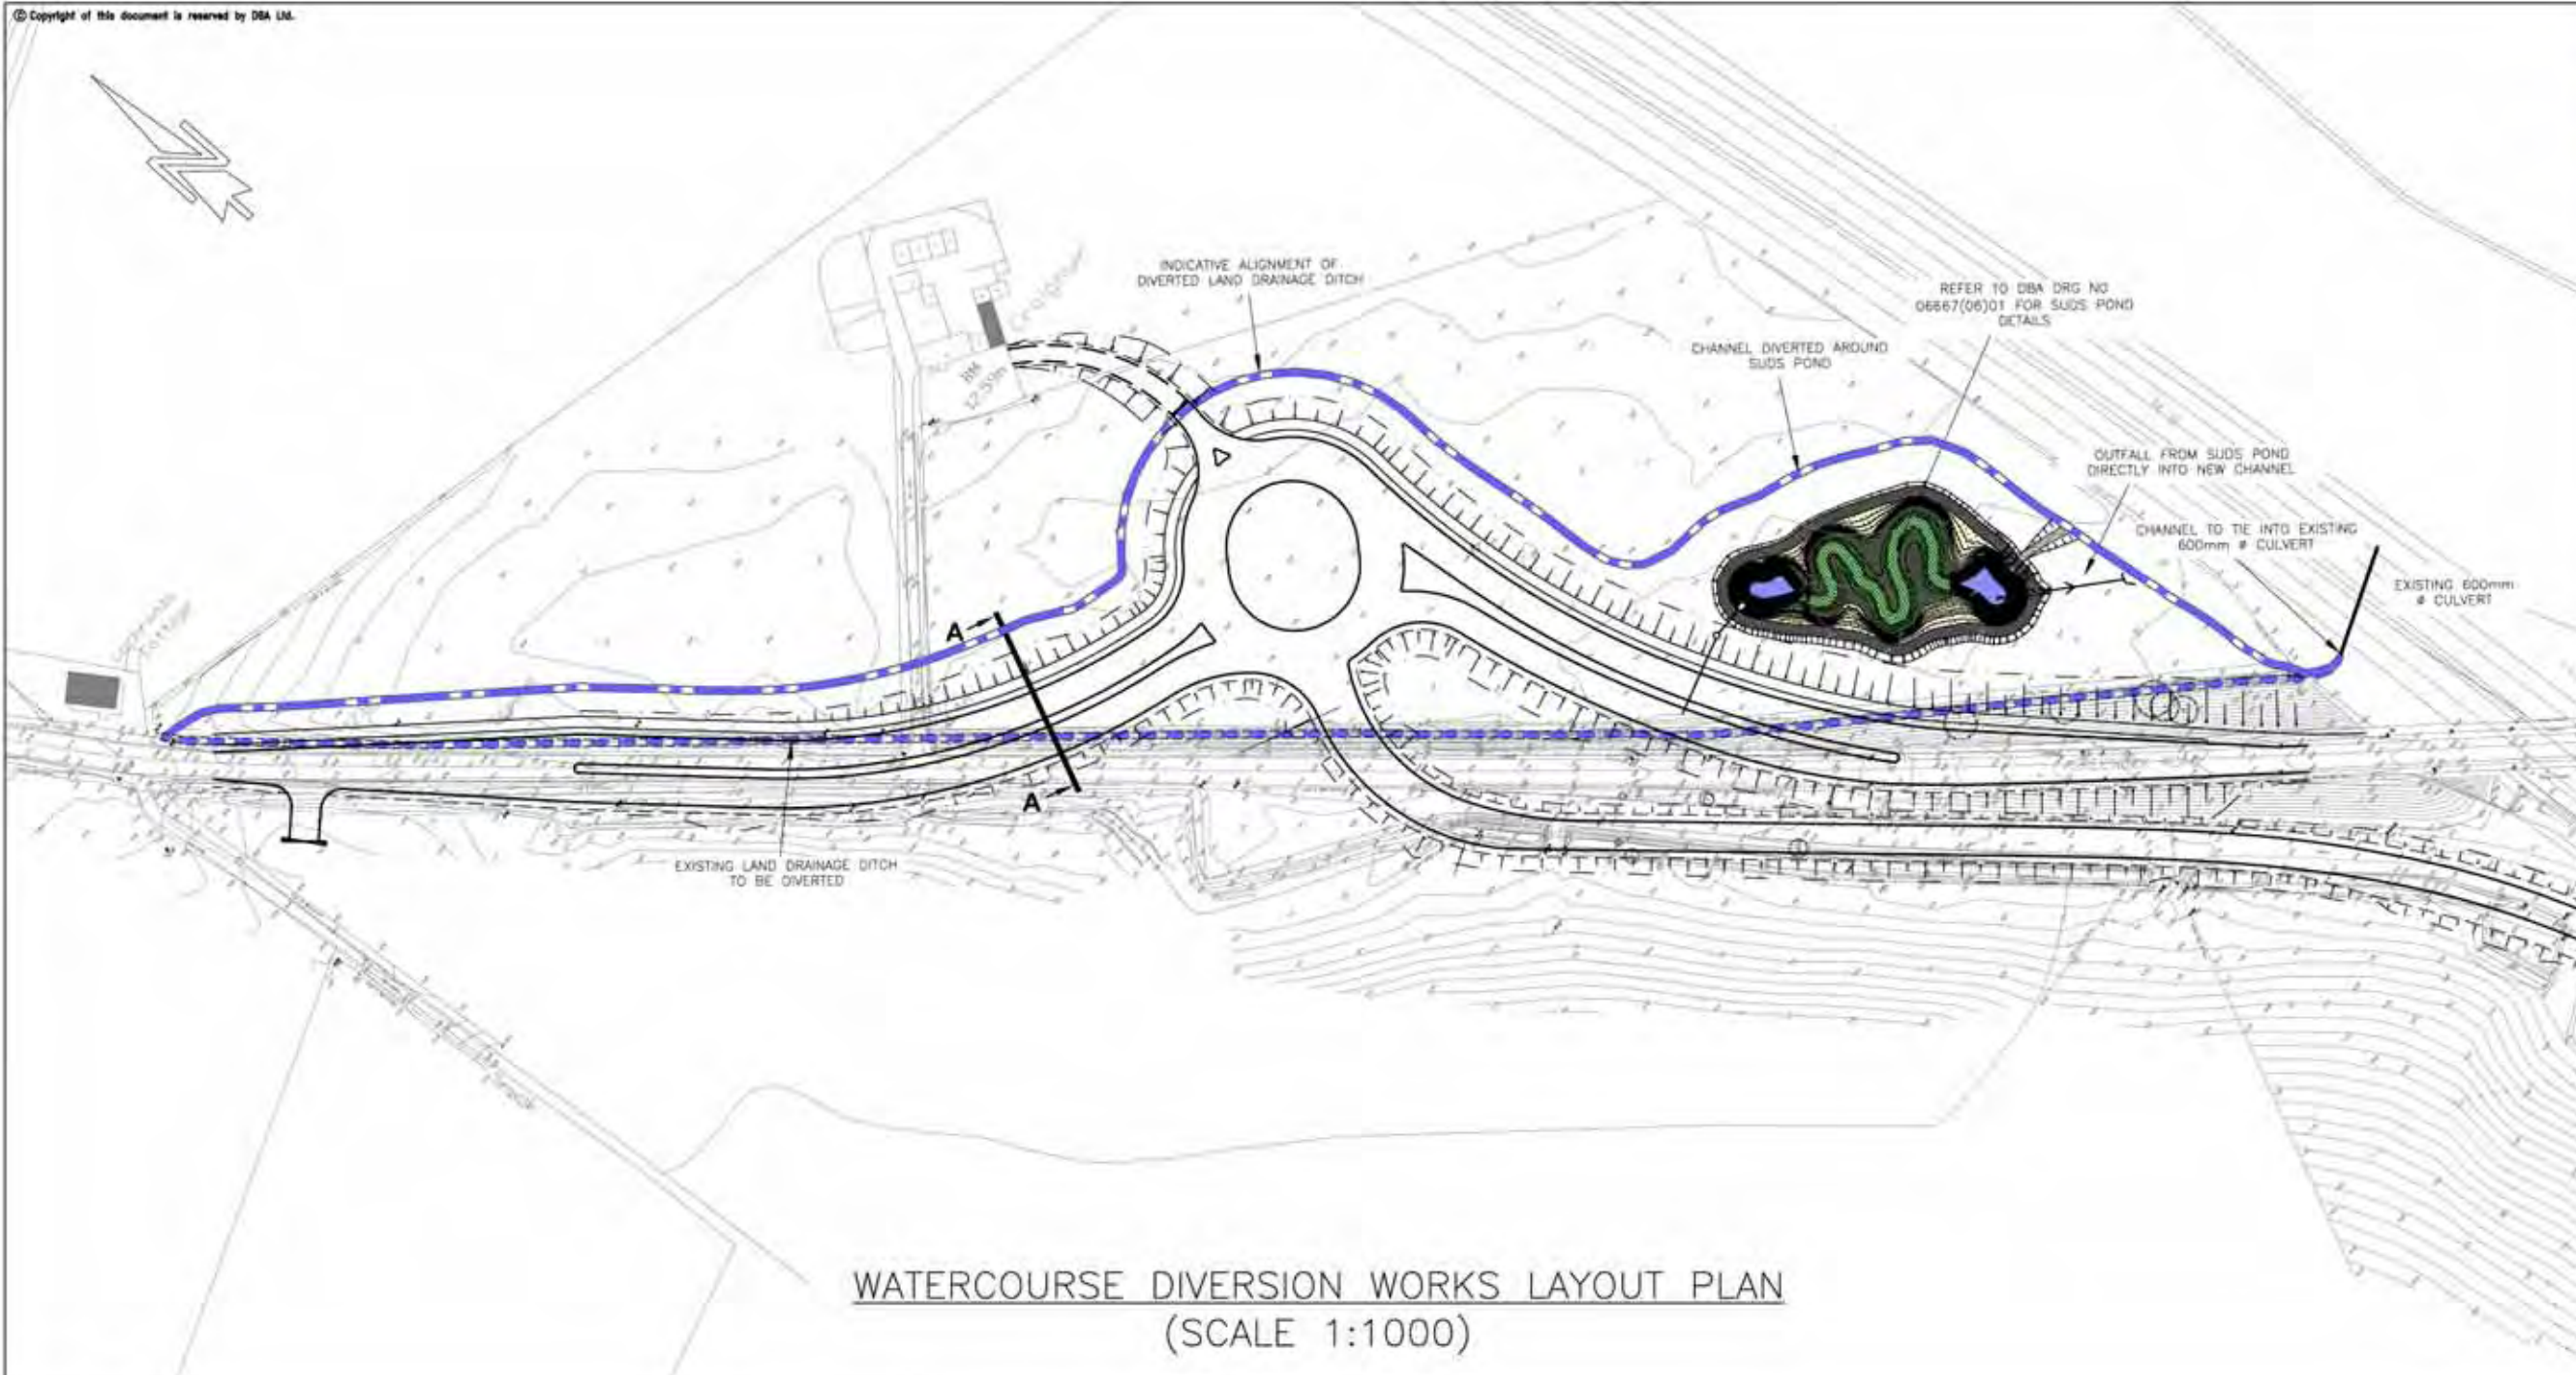 © Copyright of this document is reserved by DBA Ltd.
INDICATIVE ALIGNMENT OF
DIVERTED LAND DRAINAGE DITCH
REFER TO DBA DRG NO
06667(06)01 FOR SUDS POND
DETAILS
CHANNEL DIVERTED AROUND
SUDS POND
OUTFALL FROM SUDS POND
DIRECTLY INTO NEW CHANNEL
CHANNEL TO TIE INTO EXISTING
600mm ø CULVERT
EXISTING 600mm
ø CULVERT
BM
A
A
EXISTING LAND DRAINAGE DITCH
TO BE DIVERTED
WATERCOURSE DIVERSION WORKS LAYOUT PLAN
(SCALE 1:1000)